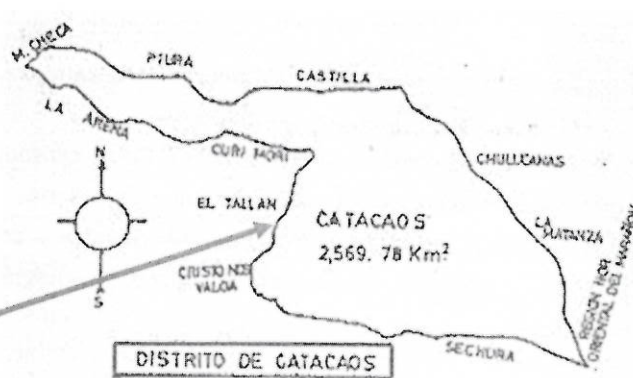 M. CHECA
PIURA
CASTILLA
LA ARENA
CURI MORI
CHULUCANAS
N
EL TALLAN
CATACAOS
2,569. 78 Km²
LA MATANZA
CRISTO NOS
VALGA
REGION NOR
ORIENTAL DEL MARAÑON
S
SECHURA
DISTRITO DE CATACAOS